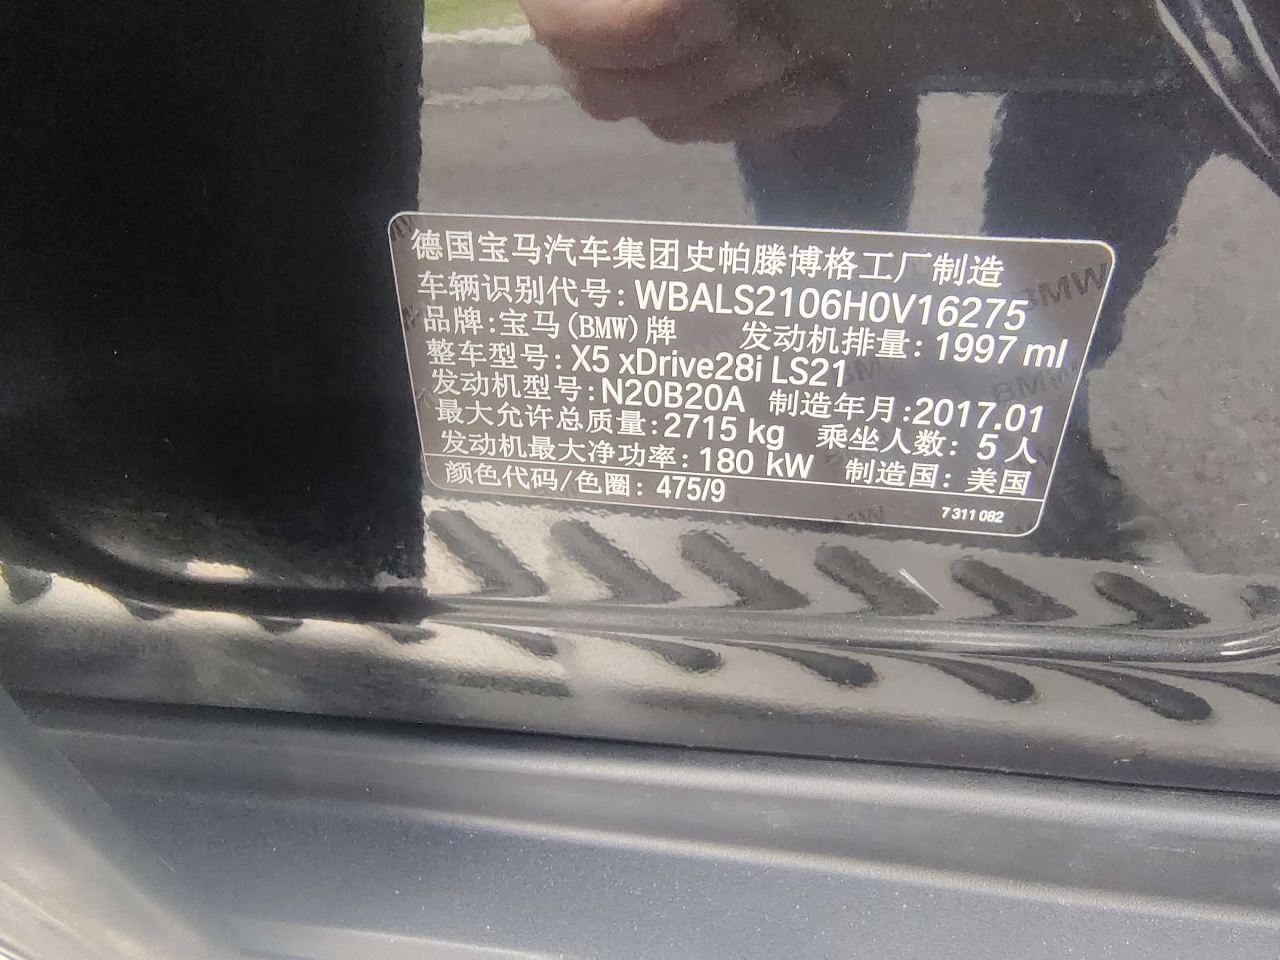 德国宝马汽车集团史帕滕博格工厂制造
车辆识别代号: WBALS2106H0V16275
品牌:宝马(BMW)牌 发动机排量: 1997 ml
整车型号: X5 xDrive28i LS21
发动机型号: N20B20A 制造年月:2017.01
最大允许总质量:2715 kg 乘坐人数: 5 人
发动机最大净功率: 180 kW 制造国: 美国
颜色代码/色圈: 475/9
7 311 082